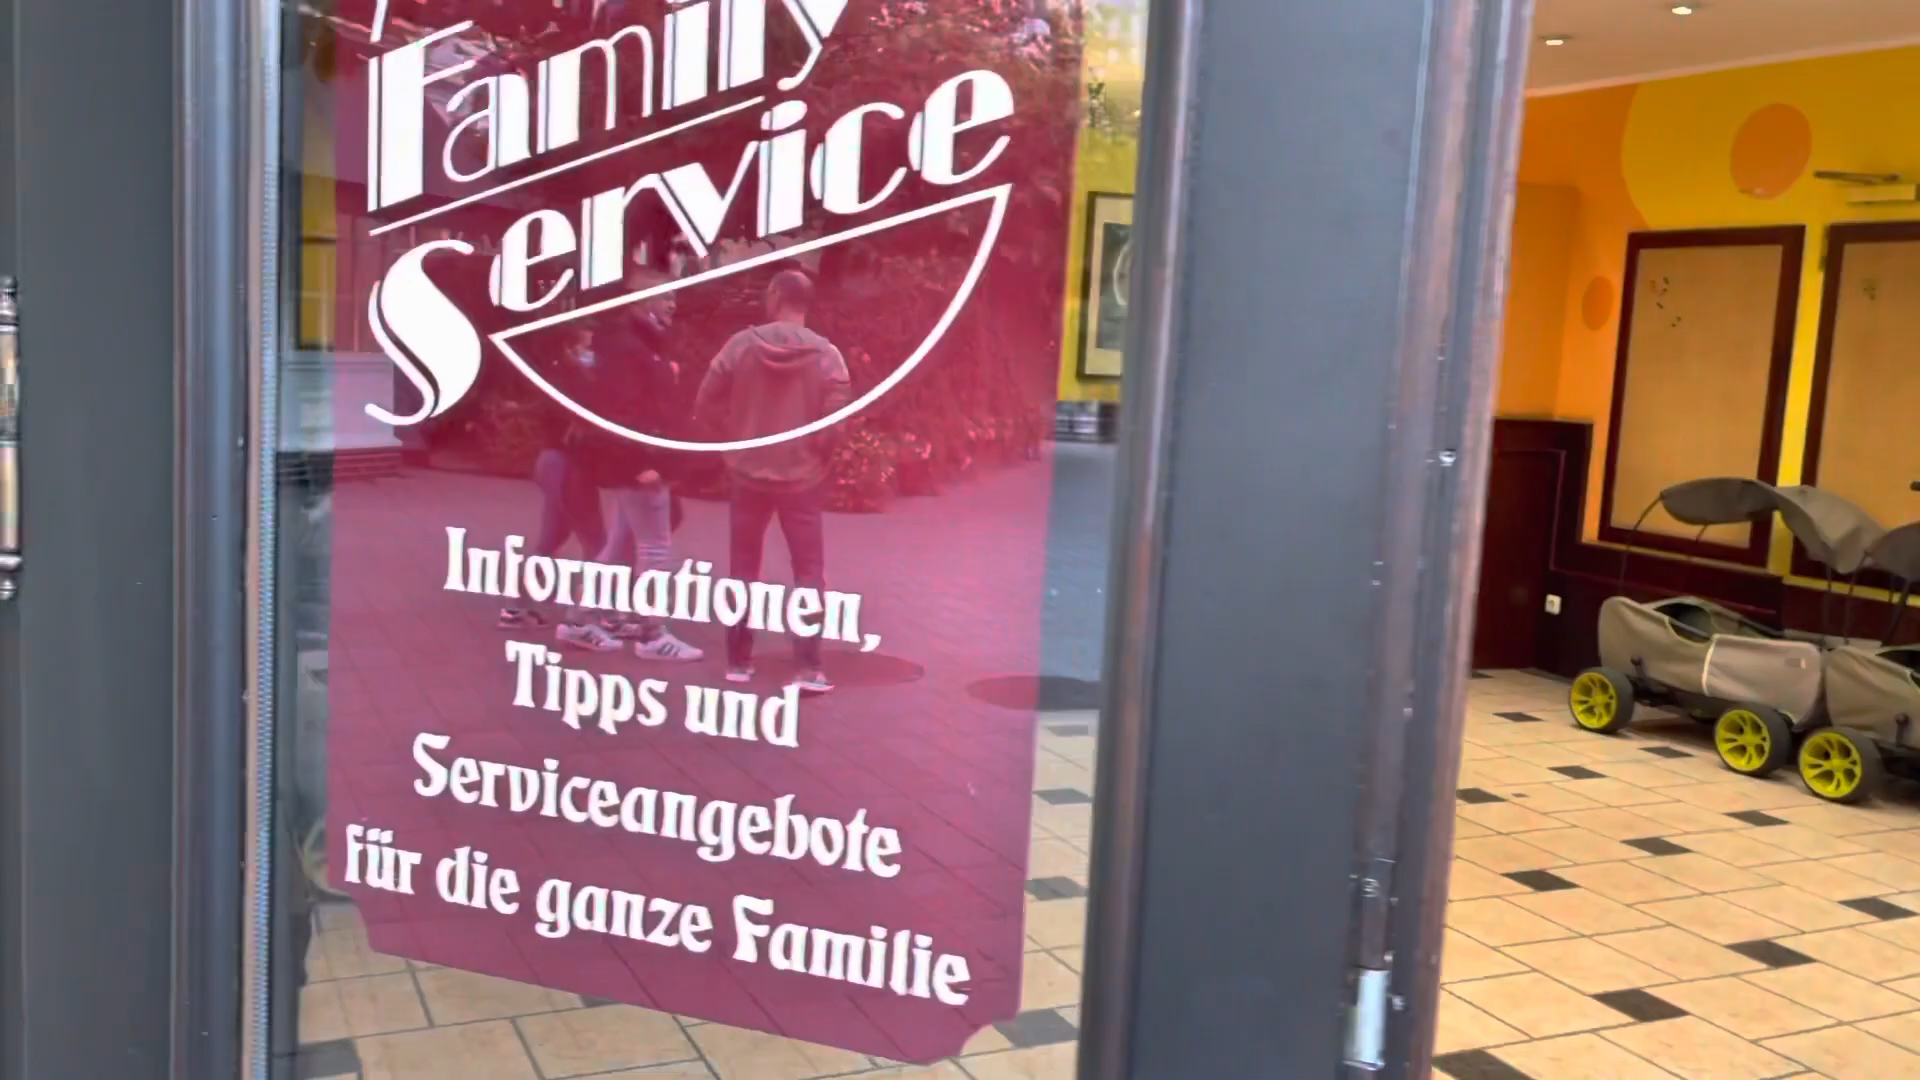 Family
Service
Informationen,
Tipps und
Serviceangebote
für die ganze Familie